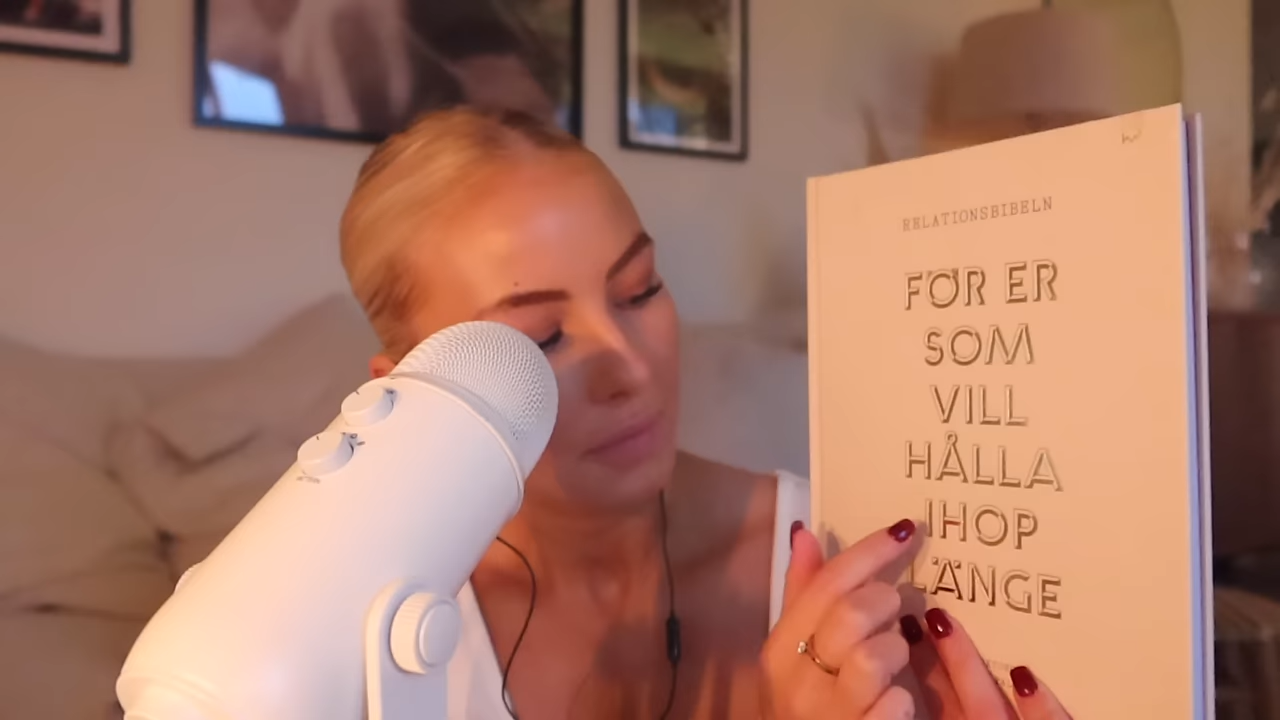 RELATIONSBIBELN
FÖR ER
SOM
VILL
HÅLLA
IHOP
LÄNGE